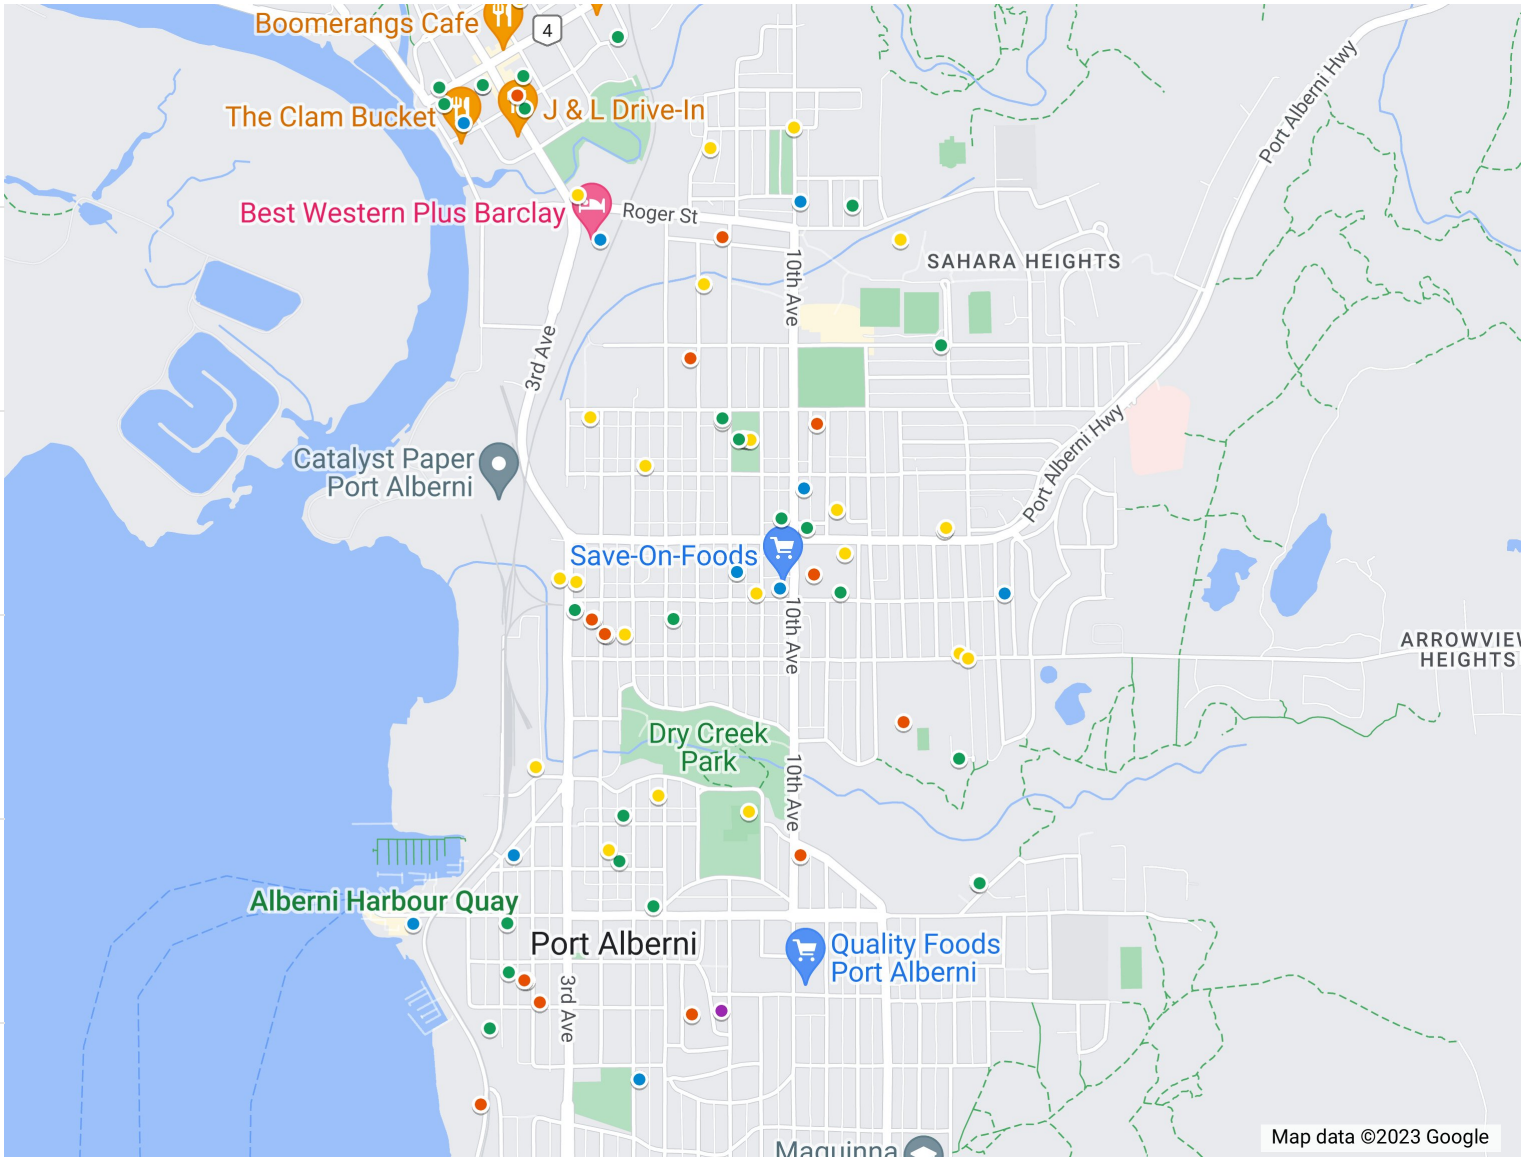 Boomerangs Cafe
4
The Clam Bucket
J & L Drive-In
Port Alberni Hwy
Best Western Plus Barclay
Roger St
SAHARA HEIGHTS
10th Ave
3rd Ave
Port Alberni Hwy
Catalyst Paper
Port Alberni
Save-On-Foods
10th Ave
ARROWVIEW
HEIGHTS
Dry Creek
Park
10th Ave
Alberni Harbour Quay
Port Alberni
Quality Foods
Port Alberni
3rd Ave
Maquinna
Map data ©2023 Google